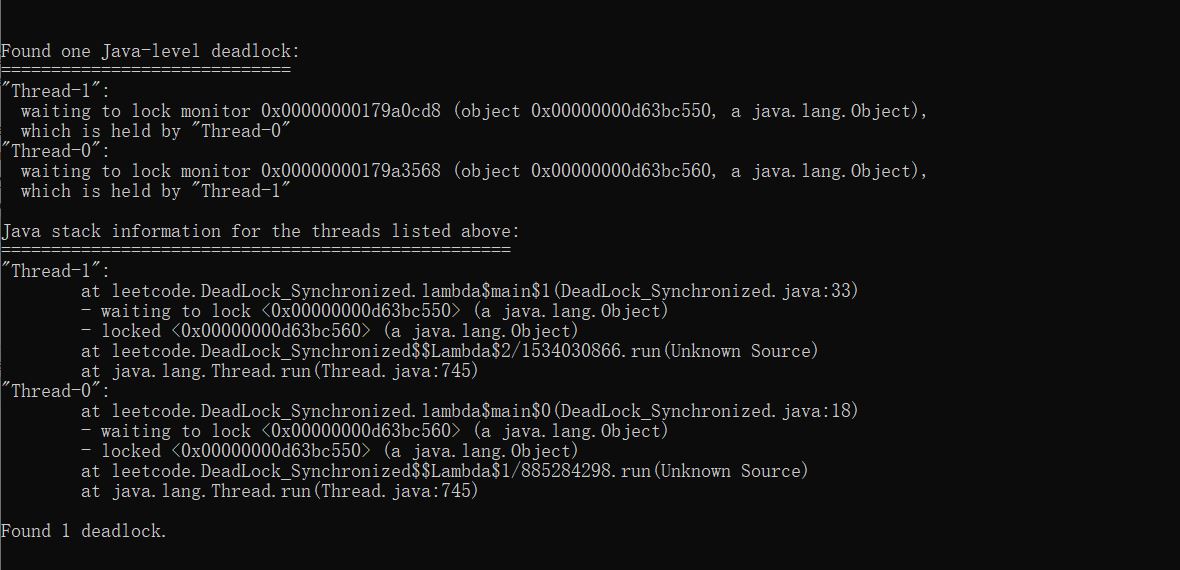 Found one Java-level deadlock:
=============================
"Thread-1":
  waiting to lock monitor 0x00000000179a0cd8 (object 0x00000000d63bc550, a java.lang.Object),
  which is held by "Thread-0"
"Thread-0":
  waiting to lock monitor 0x00000000179a3568 (object 0x00000000d63bc560, a java.lang.Object),
  which is held by "Thread-1"

Java stack information for the threads listed above:
===================================================
"Thread-1":
        at leetcode.DeadLock_Synchronized.lambda$main$1(DeadLock_Synchronized.java:33)
        - waiting to lock <0x00000000d63bc550> (a java.lang.Object)
        - locked <0x00000000d63bc560> (a java.lang.Object)
        at leetcode.DeadLock_Synchronized$$Lambda$2/1534030866.run(Unknown Source)
        at java.lang.Thread.run(Thread.java:745)
"Thread-0":
        at leetcode.DeadLock_Synchronized.lambda$main$0(DeadLock_Synchronized.java:18)
        - waiting to lock <0x00000000d63bc560> (a java.lang.Object)
        - locked <0x00000000d63bc550> (a java.lang.Object)
        at leetcode.DeadLock_Synchronized$$Lambda$1/885284298.run(Unknown Source)
        at java.lang.Thread.run(Thread.java:745)

Found 1 deadlock.